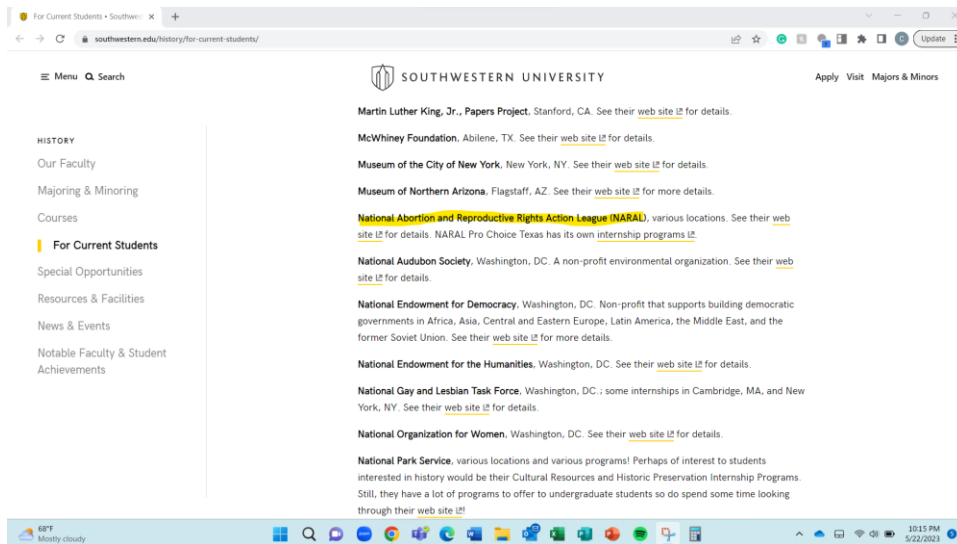 For Current Students • Southwes
southwestern.edu/history/for-current-students/
Update
Menu Search
SOUTHWESTERN UNIVERSITY
Apply Visit Majors & Minors
HISTORY
Our Faculty
Majoring & Minoring
Courses
For Current Students
Special Opportunities
Resources & Facilities
News & Events
Notable Faculty & Student
Achievements
Martin Luther King, Jr., Papers Project, Stanford, CA. See their web site for details.
McWhiney Foundation, Abilene, TX. See their web site for details.
Museum of the City of New York, New York, NY. See their web site for details.
Museum of Northern Arizona, Flagstaff, AZ. See their web site for more details.
National Abortion and Reproductive Rights Action League (NARAL), various locations. See their web
site for details. NARAL Pro Choice Texas has its own internship programs.
National Audubon Society, Washington, DC. A non-profit environmental organization. See their web
site for details.
National Endowment for Democracy, Washington, DC. Non-profit that supports building democratic
governments in Africa, Asia, Central and Eastern Europe, Latin America, the Middle East, and the
former Soviet Union. See their web site for more details.
National Endowment for the Humanities, Washington, DC. See their web site for details.
National Gay and Lesbian Task Force, Washington, DC.; some internships in Cambridge, MA, and New
York, NY. See their web site for details.
National Organization for Women, Washington, DC. See their web site for details.
National Park Service, various locations and various programs! Perhaps of interest to students
interested in history would be their Cultural Resources and Historic Preservation Internship Programs.
Still, they have a lot of programs to offer to undergraduate students so do spend some time looking
through their web site!
68°F
Mostly cloudy
10:15 PM
5/22/2023